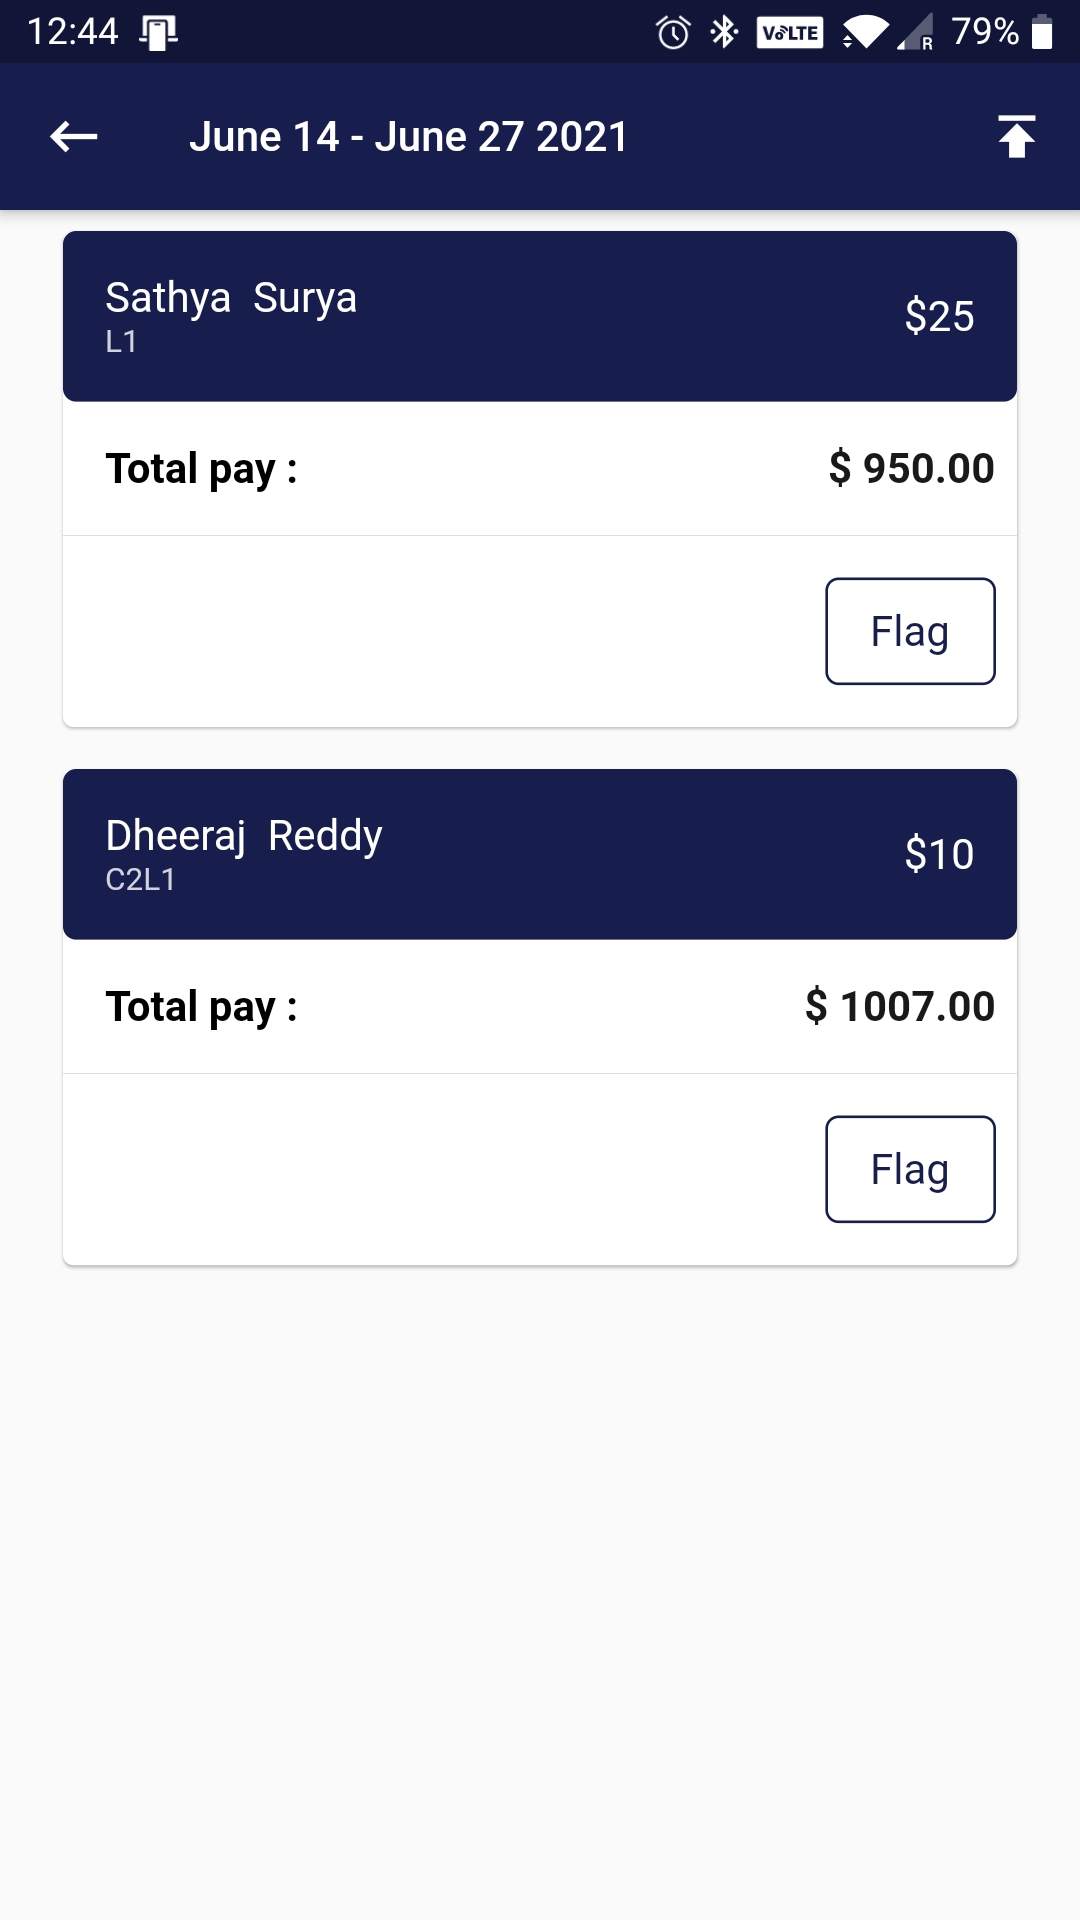 12:44 VoLTE R 79%
June 14 - June 27 2021
Sathya Surya
L1
$25
Total pay : $ 950.00
Flag
Dheeraj Reddy
C2L1
$10
Total pay : $ 1007.00
Flag